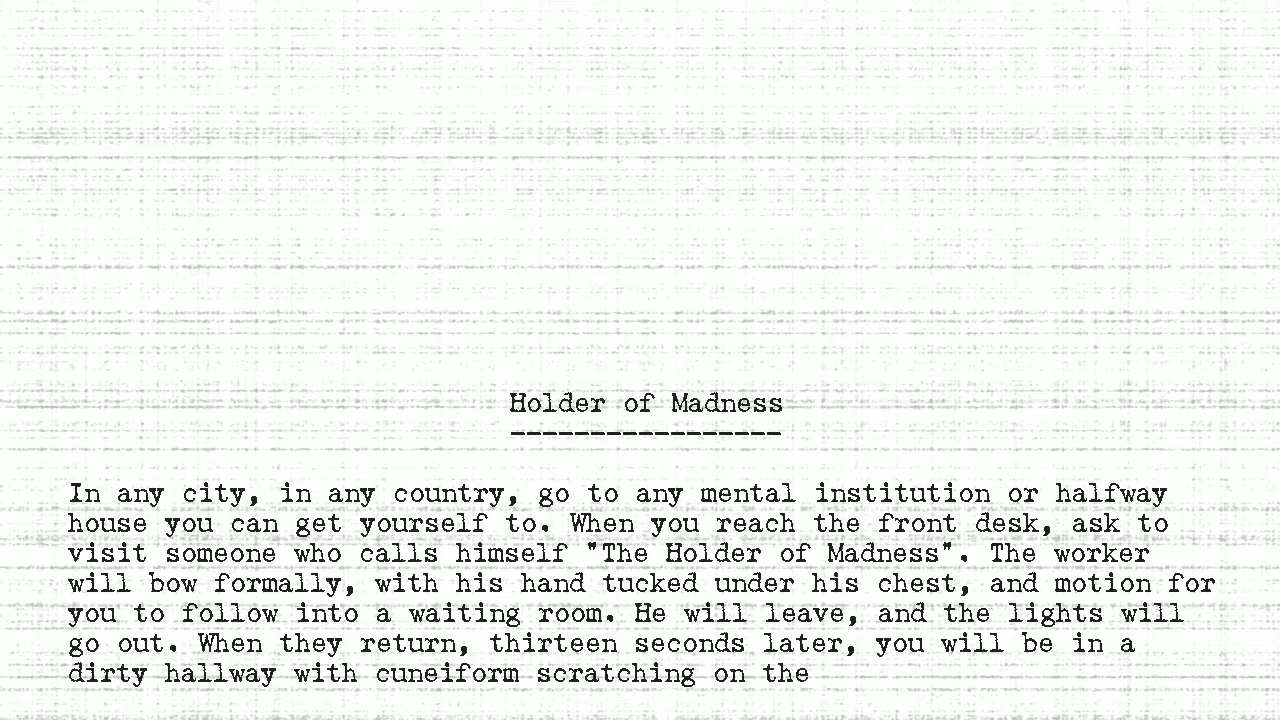 Holder of Madness
-----------------
In any city, in any country, go to any mental institution or halfway
house you can get yourself to. When you reach the front desk, ask to
visit someone who calls himself "The Holder of Madness". The worker
will bow formally, with his hand tucked under his chest, and motion for
you to follow into a waiting room. He will leave, and the lights will
go out. When they return, thirteen seconds later, you will be in a
dirty hallway with cuneiform scratching on the